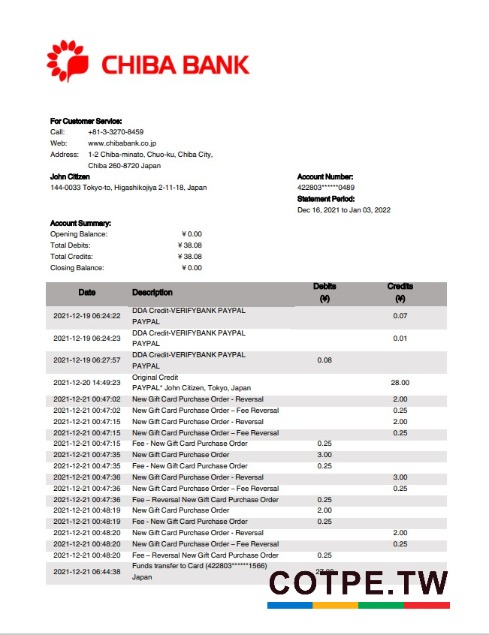 CHIBA BANK
For Customer Service:
Call: +81-3-3270-8459
Web: www.chibabank.co.jp
Address: 1-2 Chiba-minato, Chuo-ku, Chiba City,
Chiba 260-8720 Japan
John Citizen
144-0033 Tokyo-to, Higashikojiya 2-11-18, Japan
Account Number:
422803******0489
Statement Period:
Dec 16, 2021 to Jan 03, 2022
Account Summary:
Opening Balance: ¥ 0.00
Total Debits: ¥ 38.08
Total Credits: ¥ 38.08
Closing Balance: ¥ 0.00
Date Description Debits (¥) Credits (¥)
2021-12-19 06:24:22 DDA Credit-VERIFYBANK PAYPAL
PAYPAL 0.07
2021-12-19 06:24:23 DDA Credit-VERIFYBANK PAYPAL
PAYPAL 0.01
2021-12-19 06:27:57 DDA Credit-VERIFYBANK PAYPAL
PAYPAL 0.08
2021-12-20 14:49:23 Original Credit
PAYPAL* John Citizen, Tokyo, Japan 28.00
2021-12-21 00:47:02 New Gift Card Purchase Order - Reversal 2.00
2021-12-21 00:47:02 New Gift Card Purchase Order – Fee Reversal 0.25
2021-12-21 00:47:15 New Gift Card Purchase Order - Reversal 2.00
2021-12-21 00:47:15 New Gift Card Purchase Order – Fee Reversal 0.25
2021-12-21 00:47:15 Fee - New Gift Card Purchase Order 0.25
2021-12-21 00:47:35 New Gift Card Purchase Order 3.00
2021-12-21 00:47:35 Fee - New Gift Card Purchase Order 0.25
2021-12-21 00:47:36 New Gift Card Purchase Order - Reversal 3.00
2021-12-21 00:47:36 New Gift Card Purchase Order – Fee Reversal 0.25
2021-12-21 00:47:36 Fee – Reversal New Gift Card Purchase Order 0.25
2021-12-21 00:48:19 New Gift Card Purchase Order 2.00
2021-12-21 00:48:19 Fee - New Gift Card Purchase Order 0.25
2021-12-21 00:48:20 New Gift Card Purchase Order - Reversal 2.00
2021-12-21 00:48:20 New Gift Card Purchase Order – Fee Reversal 0.25
2021-12-21 00:48:20 Fee – Reversal New Gift Card Purchase Order 0.25
2021-12-21 06:44:38 Funds transfer to Card (422803******1566)
Japan
COTPE.TW